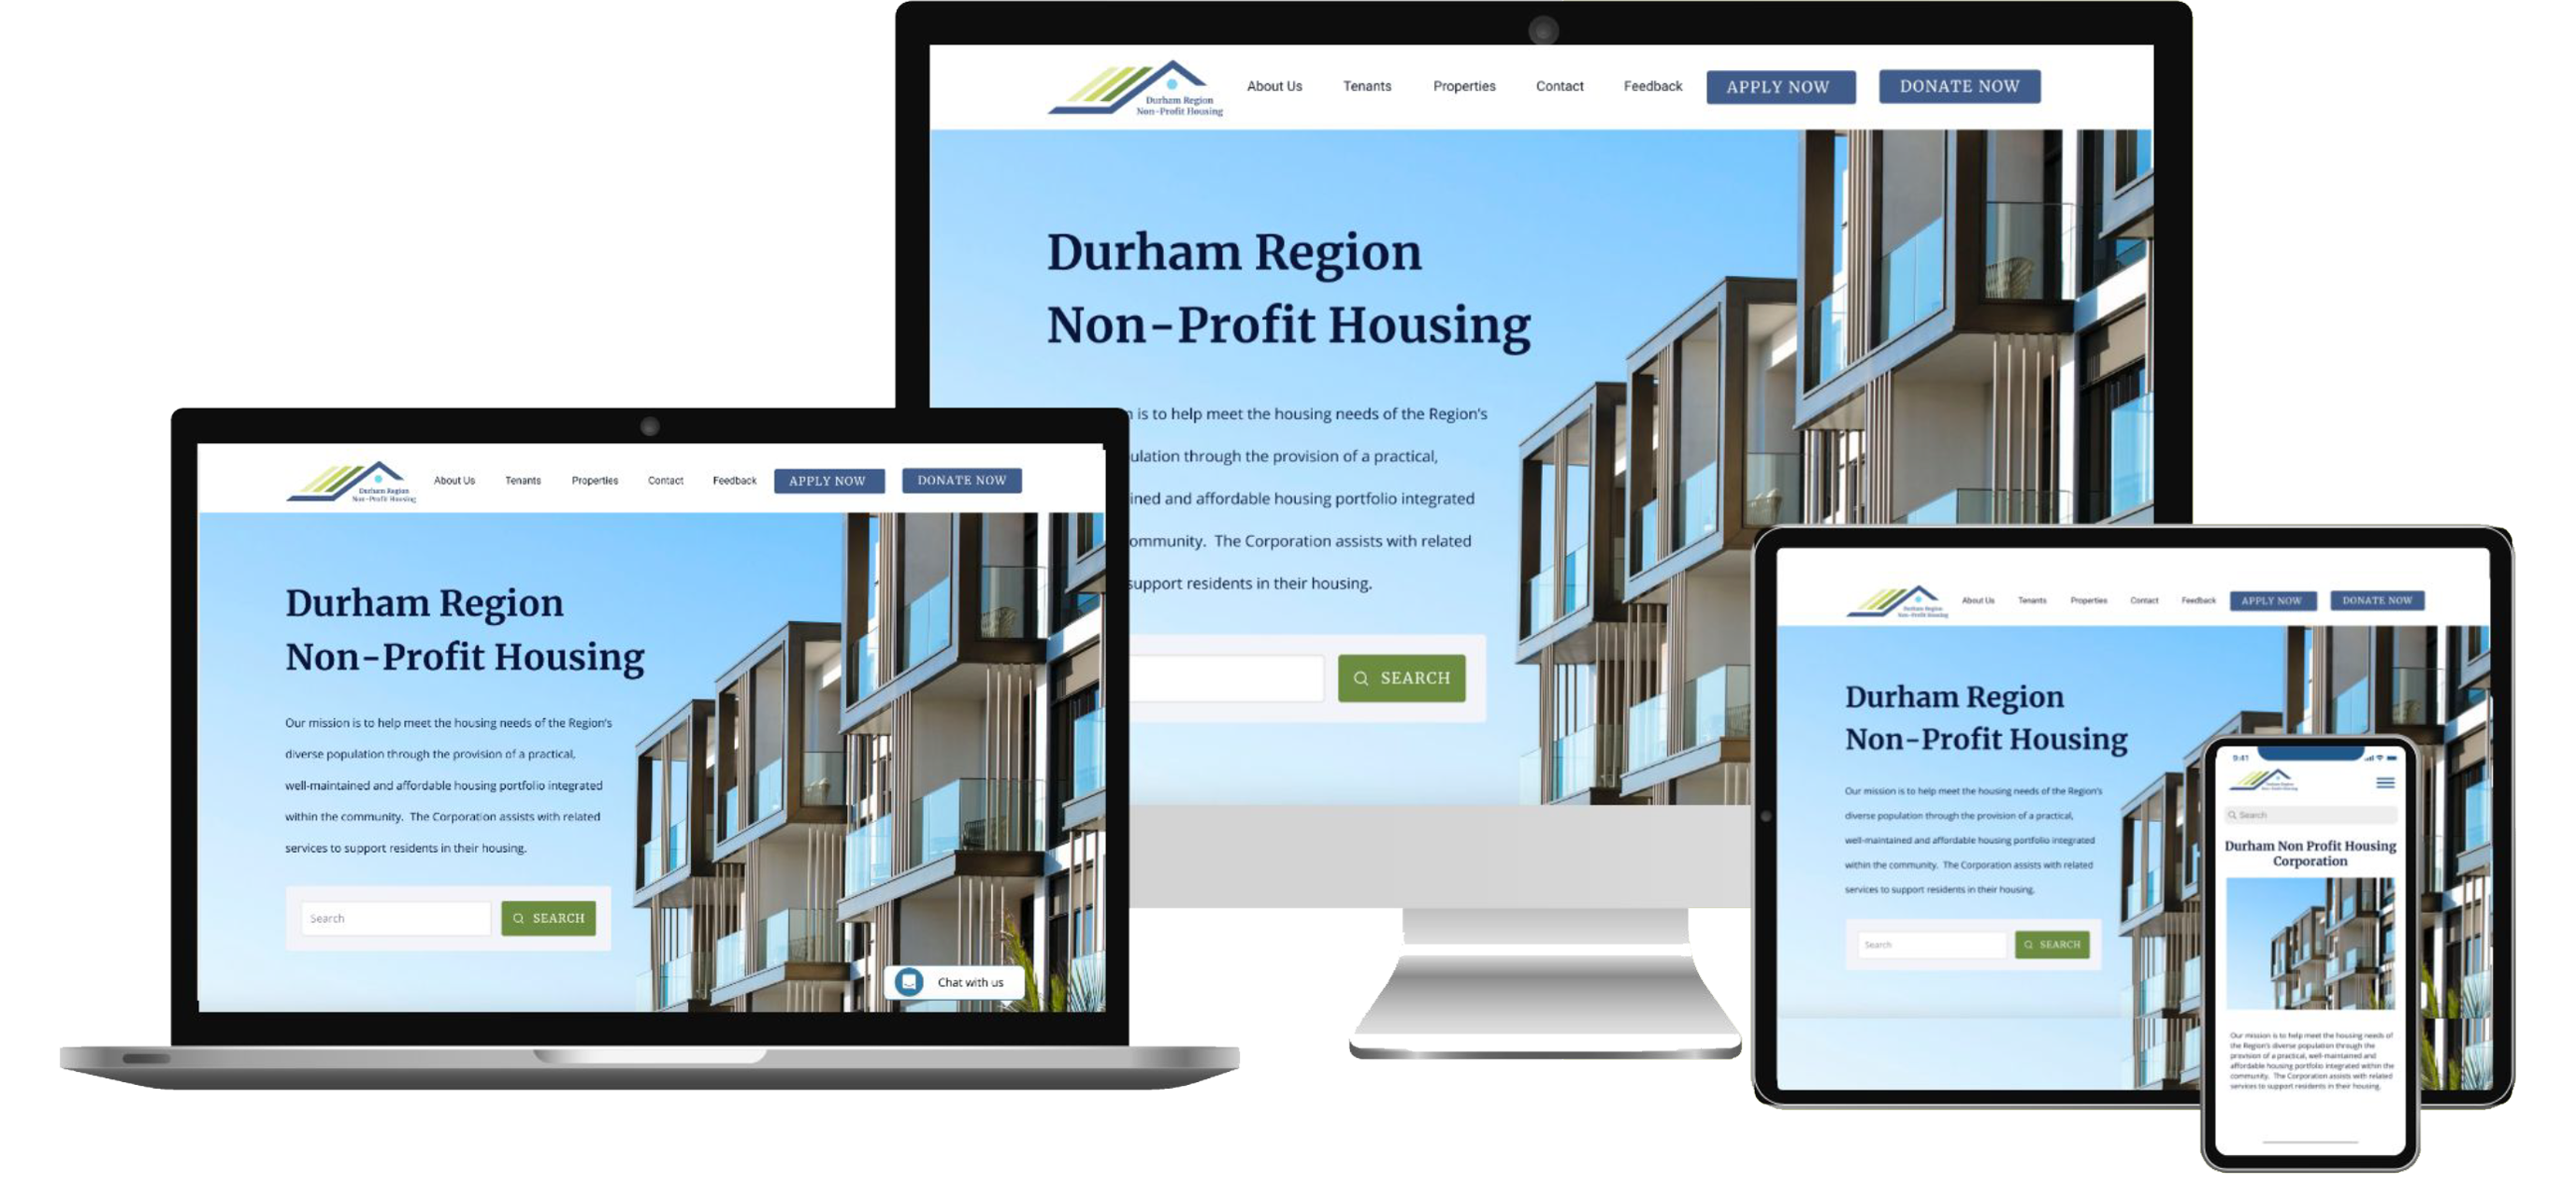 Durham Region
Non-Profit Housing
About Us
Tenants
Properties
Contact
Feedback
APPLY NOW
DONATE NOW
Durham Region
Non-Profit Housing
is to help meet the housing needs of the Region's
ulation through the provision of a practical,
ined and affordable housing portfolio integrated
ommunity. The Corporation assists with related
support residents in their housing.
SEARCH
Durham Region
Non-Profit Housing
About Us
Tenants
Properties
Contact
Feedback
APPLY NOW
DONATE NOW
Durham Region
Non-Profit Housing
Our mission is to help meet the housing needs of the Region's
diverse population through the provision of a practical,
well-maintained and affordable housing portfolio integrated
within the community. The Corporation assists with related
services to support residents in their housing.
Search
SEARCH
Chat with us
Durham Region
Non-Profit Housing
About Us
Tenants
Properties
Contact
Feedback
APPLY NOW
DONATE NOW
Durham Region
Non-Profit Housing
Our mission is to help meet the housing needs of the Region's
diverse population through the provision of a practical,
well-maintained and affordable housing portfolio integrated
within the community. The Corporation assists with related
services to support residents in their housing.
Search
SEARCH
9:41
Search
Durham Non Profit Housing
Corporation
Our mission is to help meet the housing needs of
the Region's diverse population through the
provision of a practical, well-maintained and
affordable housing portfolio integrated within the
community. The Corporation assists with related
services to support residents in their housing.